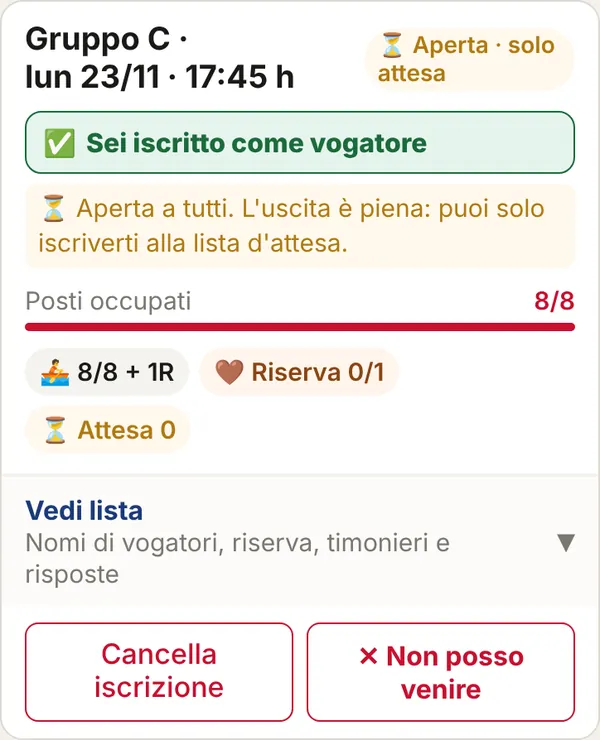 Gruppo C ·
lun 23/11 · 17:45 h
⏳ Aperta · solo
attesa
✅ Sei iscritto come vogatore
⏳ Aperta a tutti. L'uscita è piena: puoi solo
iscriverti alla lista d'attesa.
Posti occupati 8/8
🚣 8/8 + 1R 🤎 Riserva 0/1
⏳ Attesa 0
Vedi lista
Nomi di vogatori, riserva, timonieri e ▼
risposte
Cancella
iscrizione
✕ Non posso
venire